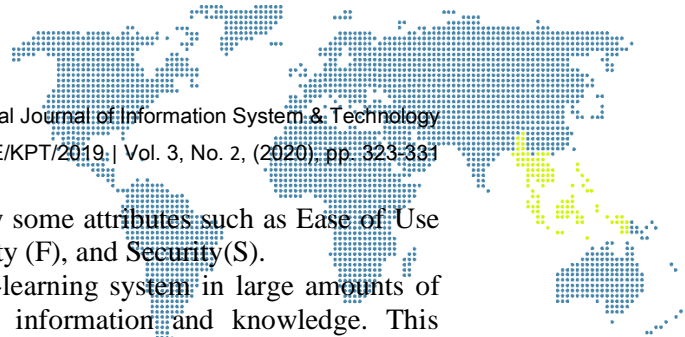 al Journal of Information System & Technology
E/KPT/2019 | Vol. 3, No. 2, (2020), pp. 323-331
y some attributes such as Ease of Use
ty (F), and Security(S).
-learning system in large amounts of
information and knowledge. This